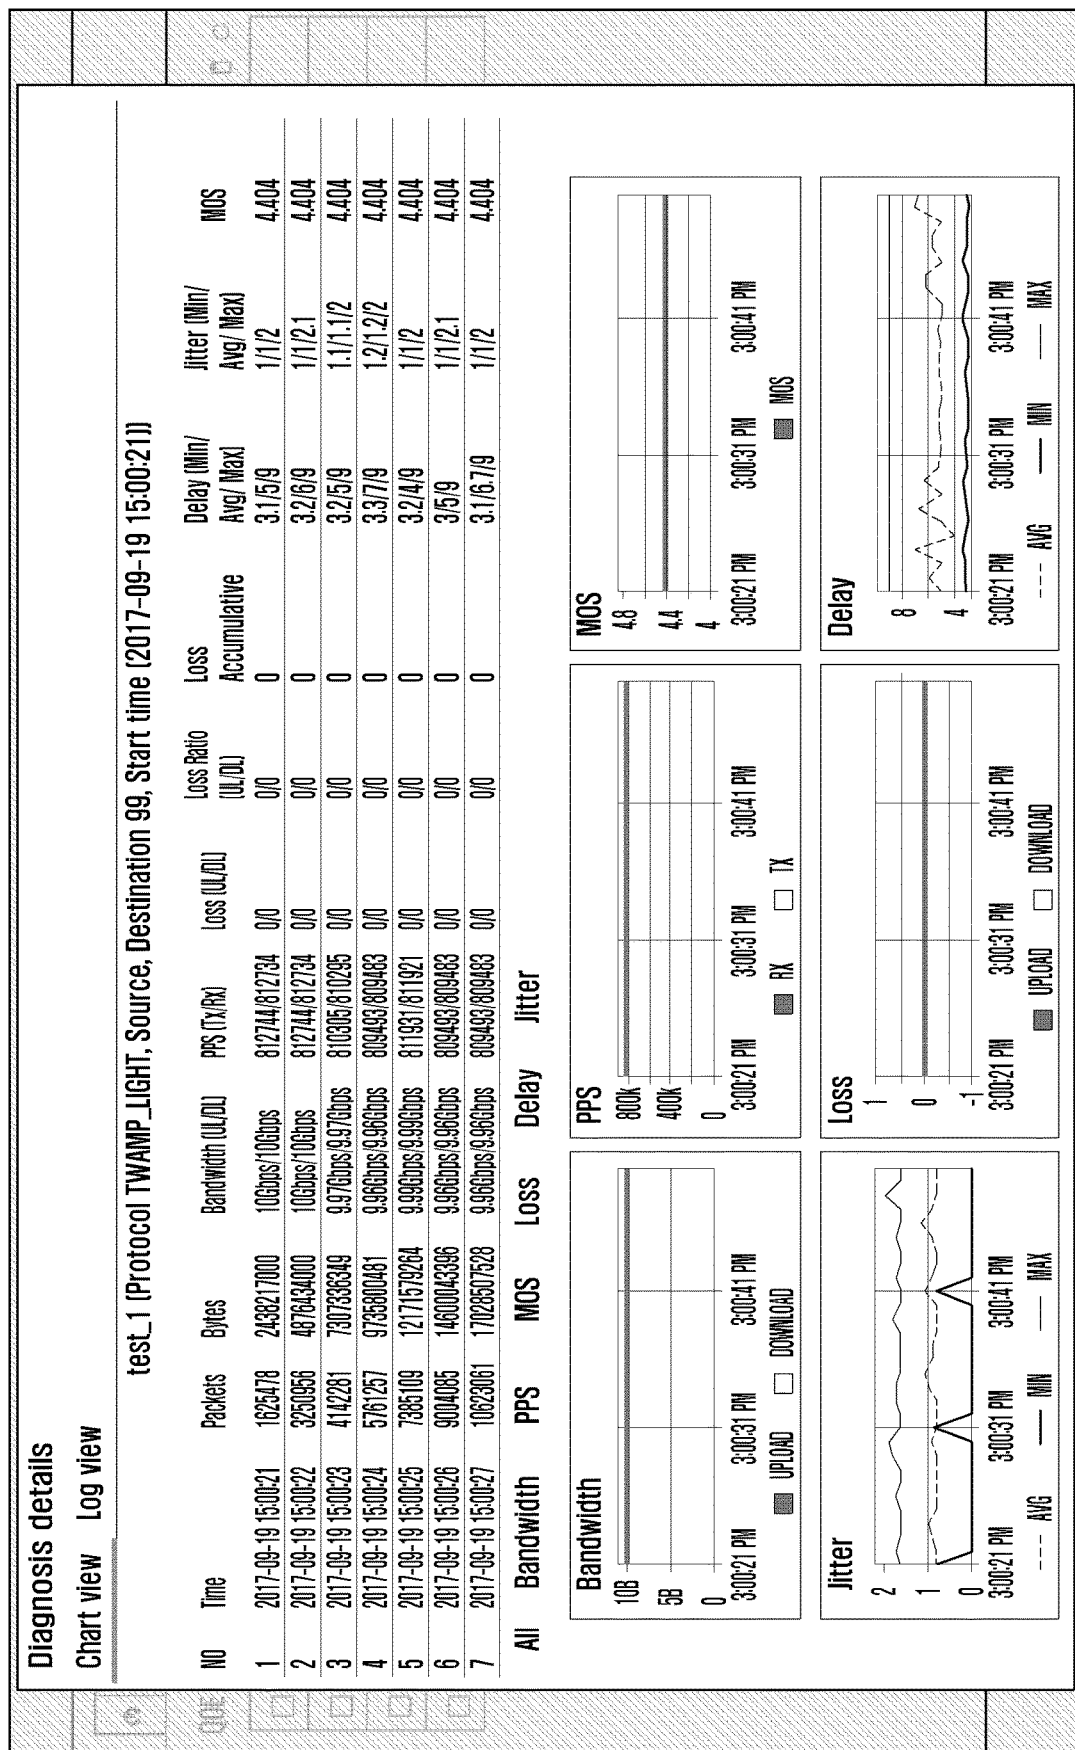 Diagnosis details
Chart view Log view
test_1 (Protocol TWAMP_LIGHT, Source, Destination 99, Start time (2017-09-19 15:00:21))
NO Time Packets Bytes Bandwidth (UL/DL) PPS (Tx/Rx) Loss (UL/DL) Loss Ratio (UL/DL) Loss Accumulative Delay (Min/ Avg/ Max) Jitter (Min/ Avg/ Max) MOS
1 2017-09-19 15:00:21 1625478 2438217000 10Gbps/10Gbps 812744/812734 0/0 0/0 0 3.1/5/9 1/1/2 4.404
2 2017-09-19 15:00:22 3250956 4876434000 10Gbps/10Gbps 812744/812734 0/0 0/0 0 3.2/6/9 1/1/2.1 4.404
3 2017-09-19 15:00:23 4142281 7307336349 9.97Gbps/9.97Gbps 810305/810295 0/0 0/0 0 3.2/5/9 1.1/1.1/2 4.404
4 2017-09-19 15:00:24 5761257 9735800481 9.96Gbps/9.96Gbps 809493/809483 0/0 0/0 0 3.3/7/9 1.2/1.2/2 4.404
5 2017-09-19 15:00:25 7385109 12171579264 9.99Gbps/9.99Gbps 811931/811921 0/0 0/0 0 3.2/4/9 1/1/2 4.404
6 2017-09-19 15:00:26 9004085 14600043396 9.96Gbps/9.96Gbps 809493/809483 0/0 0/0 0 3/5/9 1/1/2.1 4.404
7 2017-09-19 15:00:27 10623061 17028507528 9.96Gbps/9.96Gbps 809493/809483 0/0 0/0 0 3.1/6.7/9 1/1/2 4.404
All Bandwidth PPS MOS Loss Delay Jitter
Bandwidth
10B
5B
0
3:00:21 PM 3:00:31 PM 3:00:41 PM
UPLOAD DOWNLOAD
PPS
800k
400k
0
3:00:21 PM 3:00:31 PM 3:00:41 PM
RX TX
MOS
4.8
4.4
4
3:00:21 PM 3:00:31 PM 3:00:41 PM
MOS
Jitter
2
1
0
3:00:21 PM 3:00:31 PM 3:00:41 PM
AVG MIN MAX
Loss
1
0
-1
3:00:21 PM 3:00:31 PM 3:00:41 PM
UPLOAD DOWNLOAD
Delay
8
4
3:00:21 PM 3:00:31 PM 3:00:41 PM
AVG MIN MAX